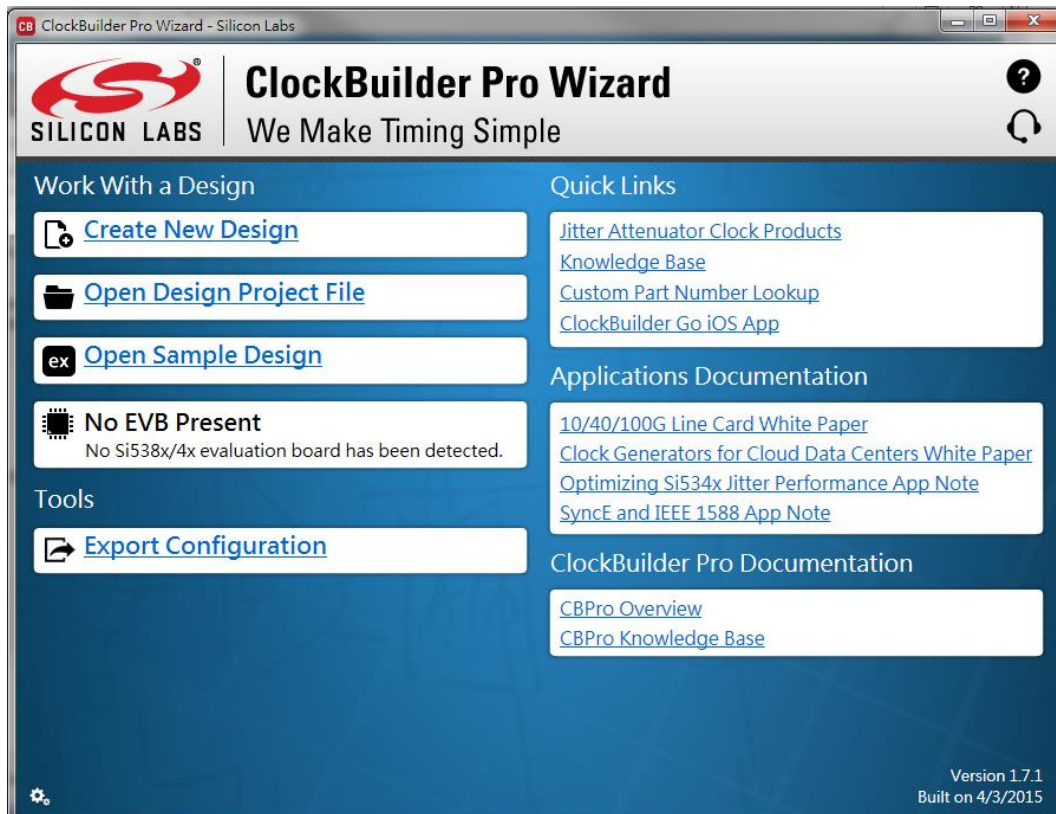 CB ClockBuilder Pro Wizard - Silicon Labs
SILICON LABS®
ClockBuilder Pro Wizard
We Make Timing Simple
?
Work With a Design
Create New Design
Open Design Project File
ex Open Sample Design
No EVB Present
No Si538x/4x evaluation board has been detected.
Tools
Export Configuration
Quick Links
Jitter Attenuator Clock Products
Knowledge Base
Custom Part Number Lookup
ClockBuilder Go iOS App
Applications Documentation
10/40/100G Line Card White Paper
Clock Generators for Cloud Data Centers White Paper
Optimizing Si534x Jitter Performance App Note
SyncE and IEEE 1588 App Note
ClockBuilder Pro Documentation
CBPro Overview
CBPro Knowledge Base
Version 1.7.1
Built on 4/3/2015